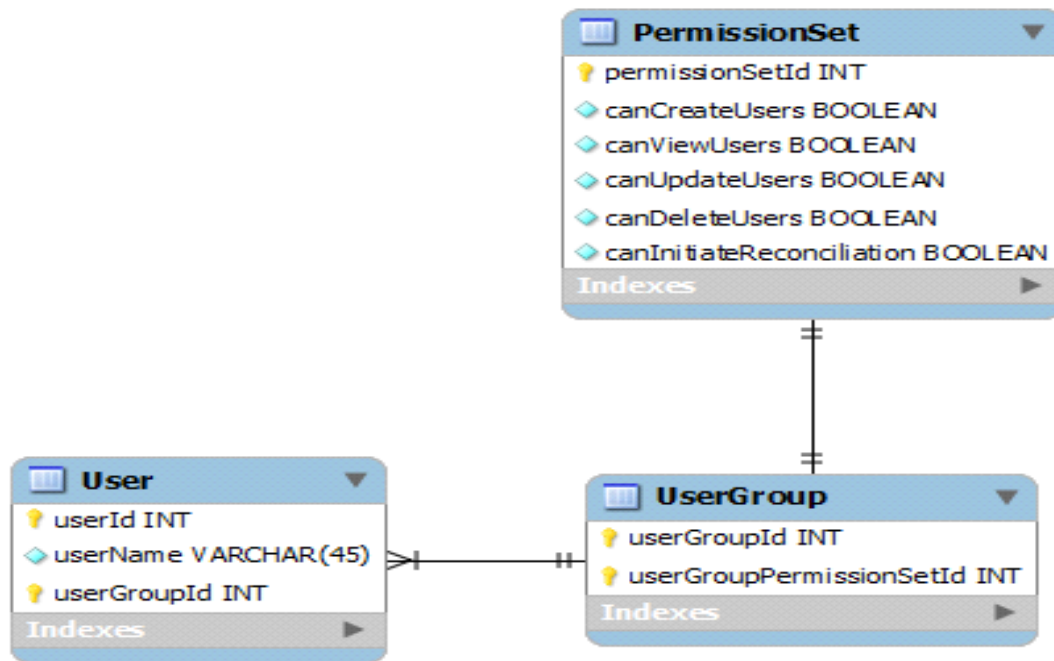 PermissionSet
permissionSetId INT
canCreateUsers BOOLEAN
canViewUsers BOOLEAN
canUpdateUsers BOOLEAN
canDeleteUsers BOOLEAN
canInitiateReconciliation BOOLEAN
Indexes
User
userId INT
userName VARCHAR(45)
userGroupId INT
Indexes
UserGroup
userGroupId INT
userGroupPermissionSetId INT
Indexes